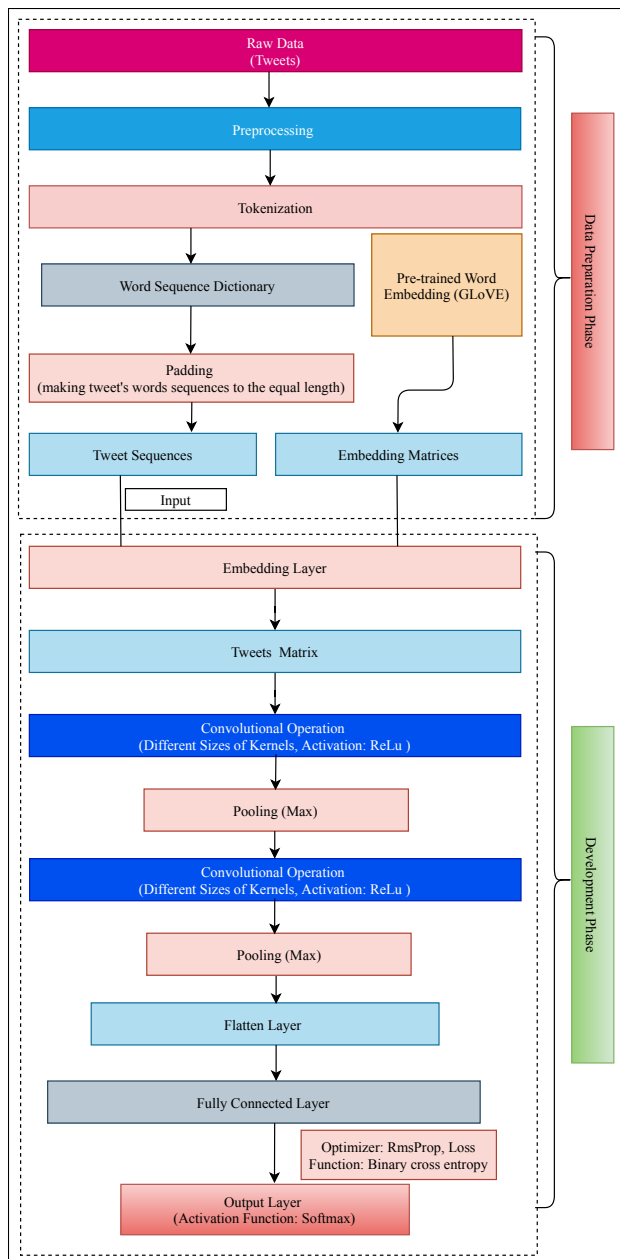 Raw Data
(Tweets)
Preprocessing
Tokenization
Word Sequence Dictionary
Pre-trained Word
Embedding (GLoVE)
Padding
(making tweet's words sequences to the equal length)
Tweet Sequences
Embedding Matrices
Input
Data Preparation Phase
Embedding Layer
Tweets Matrix
Convolutional Operation
(Different Sizes of Kernels, Activation: ReLu )
Pooling (Max)
Convolutional Operation
(Different Sizes of Kernels, Activation: ReLu )
Pooling (Max)
Flatten Layer
Fully Connected Layer
Optimizer: RmsProp, Loss
Function: Binary cross entropy
Output Layer
(Activation Function: Softmax)
Development Phase